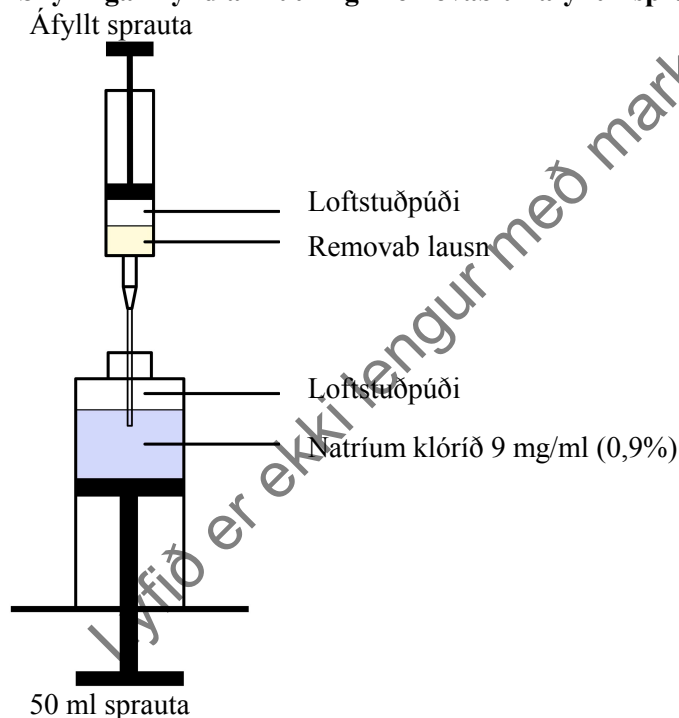 Áfyllt sprauta
Loftstuðpúði
Removab lausn
Loftstuðpúði
Natríum klóríð 9 mg/ml (0,9%)
50 ml sprauta
Lyfið er ekki lengur með mark